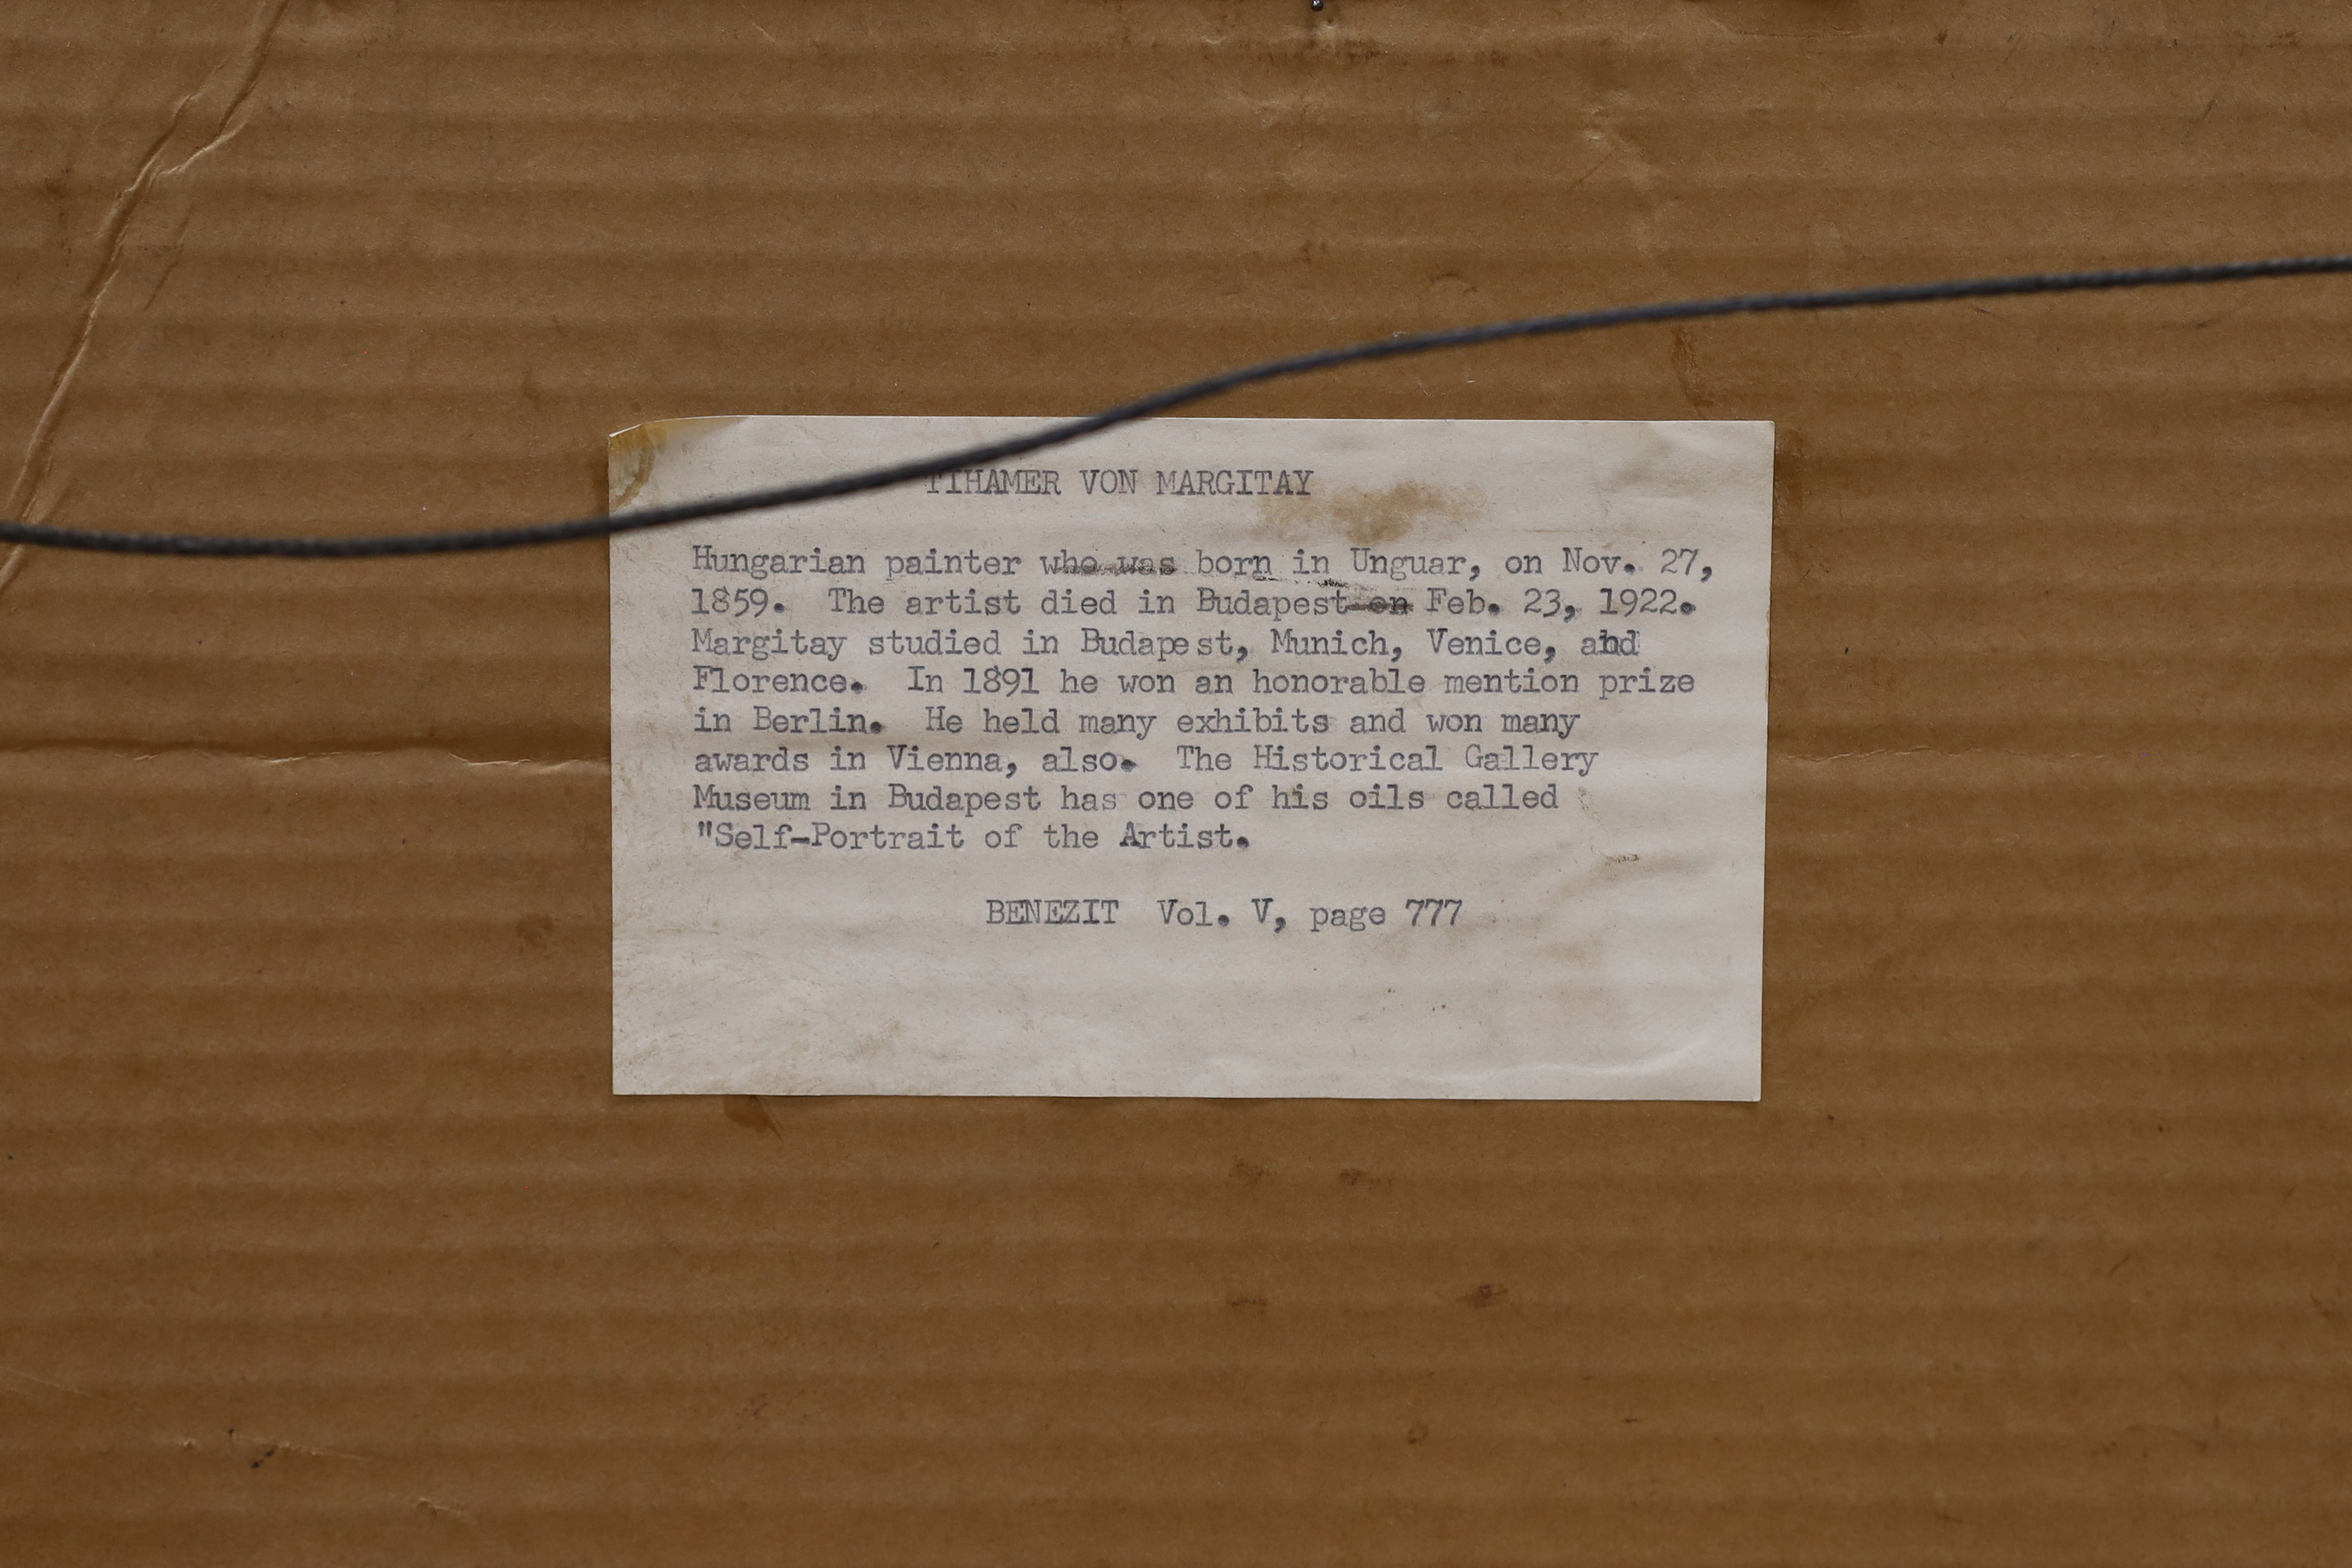 TIHAMER VON MARGITAY
Hungarian painter who was born in Unguar, on Nov. 27,
1859. The artist died in Budapest on Feb. 23, 1922.
Margitay studied in Budapest, Munich, Venice, and
Florence. In 1891 he won an honorable mention prize
in Berlin. He held many exhibits and won many
awards in Vienna, also. The Historical Gallery
Museum in Budapest has one of his oils called
"Self-Portrait of the Artist.
BENEZIT Vol. V, page 777